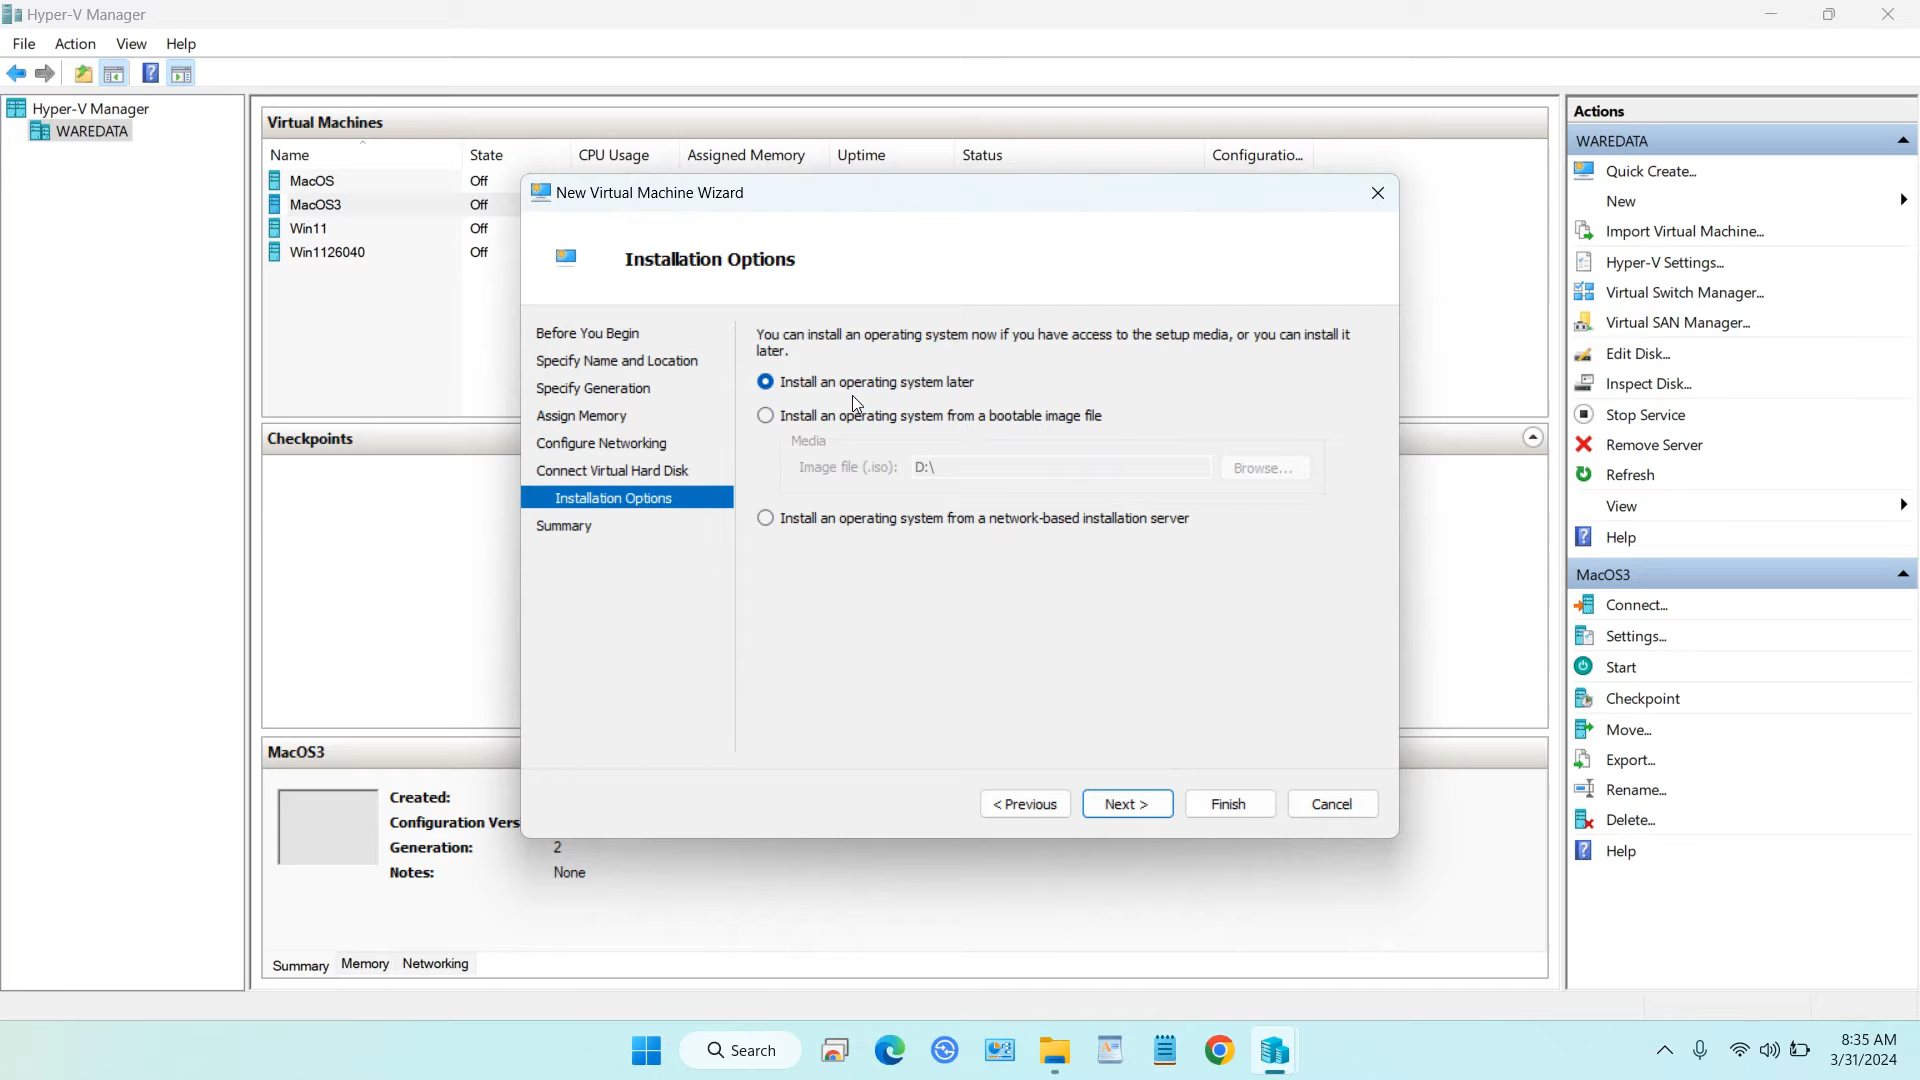 Hyper-V Manager
File Action View Help
Hyper-V Manager
WAREDATA
Virtual Machines
Name State CPU Usage Assigned Memory Uptime Status Configuratio...
MacOS Off
MacOS3 Off
Win11 Off
Win1126040 Off
Checkpoints
MacOS3
Created:
Configuration Vers
Generation: 2
Notes: None
Summary Memory Networking
New Virtual Machine Wizard
Installation Options
Before You Begin
Specify Name and Location
Specify Generation
Assign Memory
Configure Networking
Connect Virtual Hard Disk
Installation Options
Summary
You can install an operating system now if you have access to the setup media, or you can install it
later.
Install an operating system later
Install an operating system from a bootable image file
Media
Image file (.iso): D:\ Browse...
Install an operating system from a network-based installation server
< Previous Next > Finish Cancel
Actions
WAREDATA
Quick Create...
New
Import Virtual Machine...
Hyper-V Settings...
Virtual Switch Manager...
Virtual SAN Manager...
Edit Disk...
Inspect Disk...
Stop Service
Remove Server
Refresh
View
Help
MacOS3
Connect...
Settings...
Start
Checkpoint
Move...
Export...
Rename...
Delete...
Help
Search
8:35 AM
3/31/2024